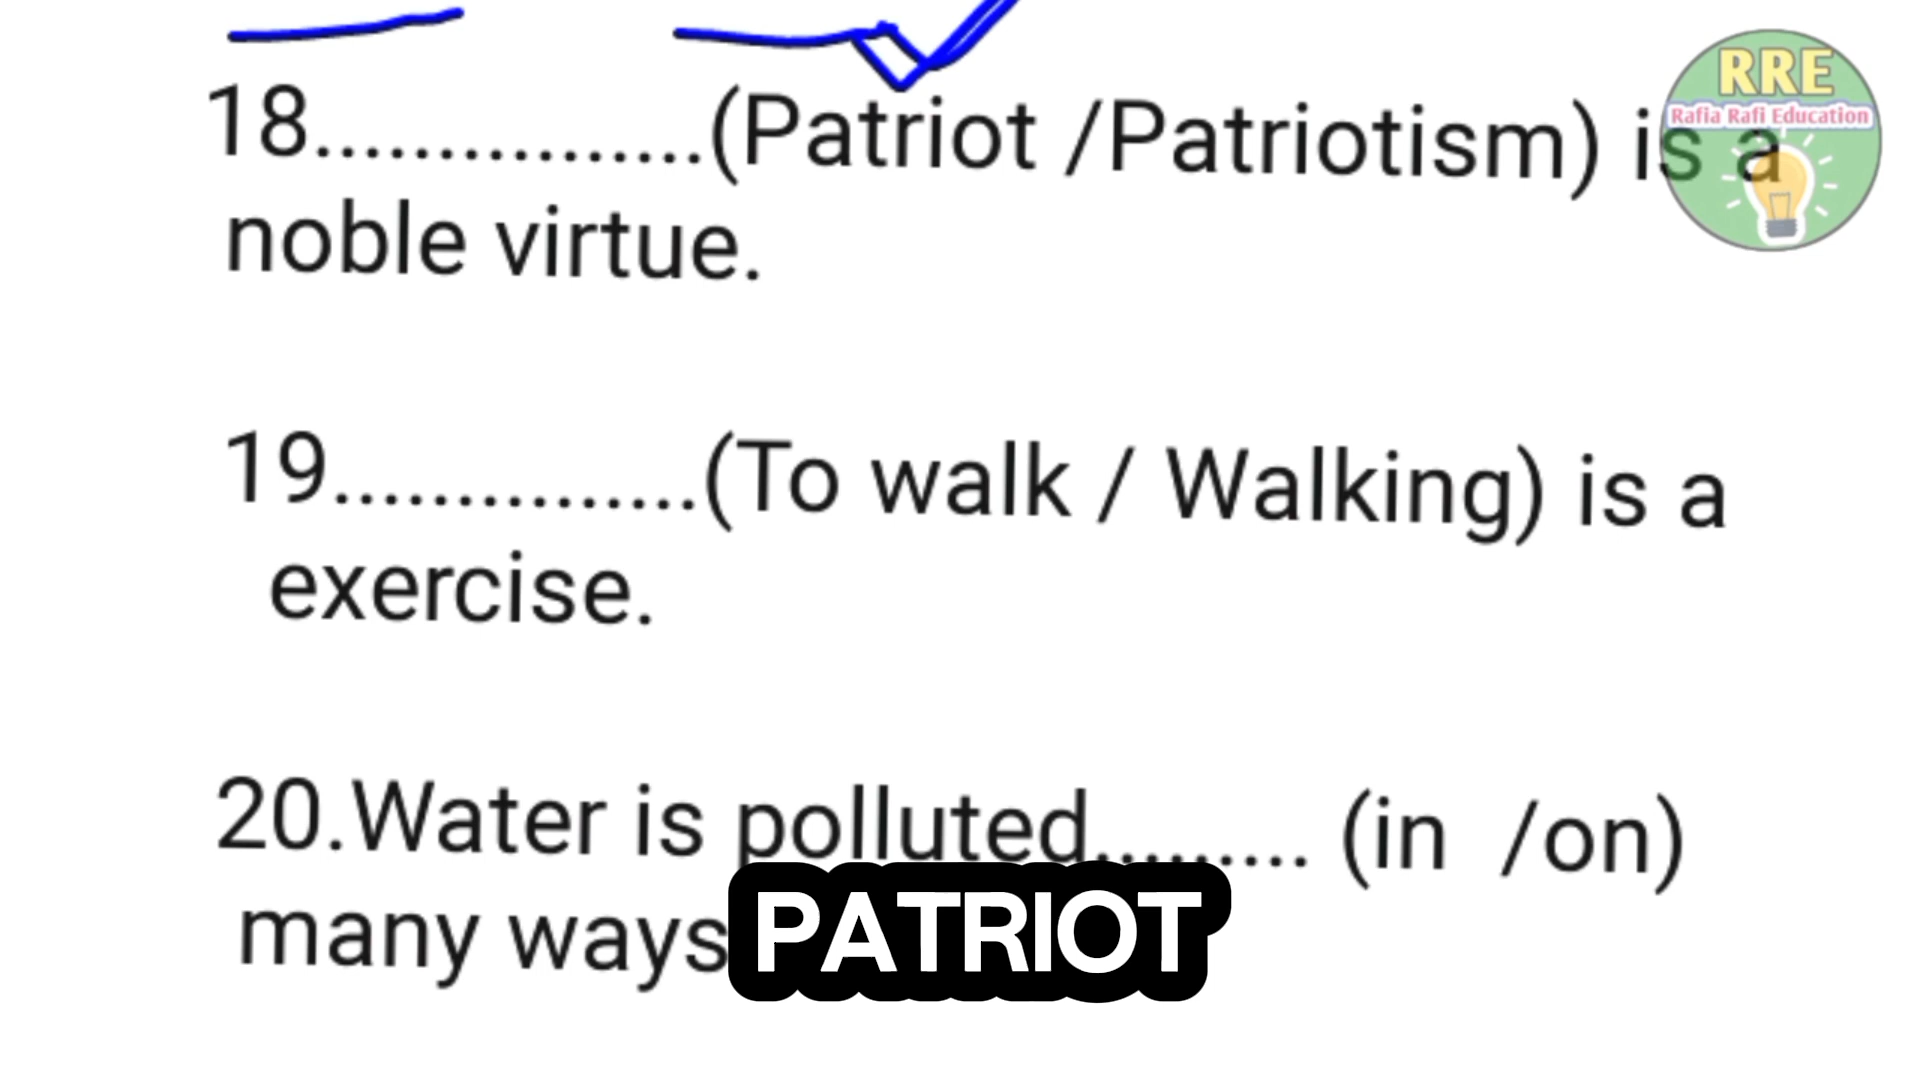 RRE
Rafia Rafi Education
18................(Patriot /Patriotism) is a
noble virtue.
19...............(To walk / Walking) is a
exercise.
20.Water is polluted......... (in /on)
many ways
PATRIOT